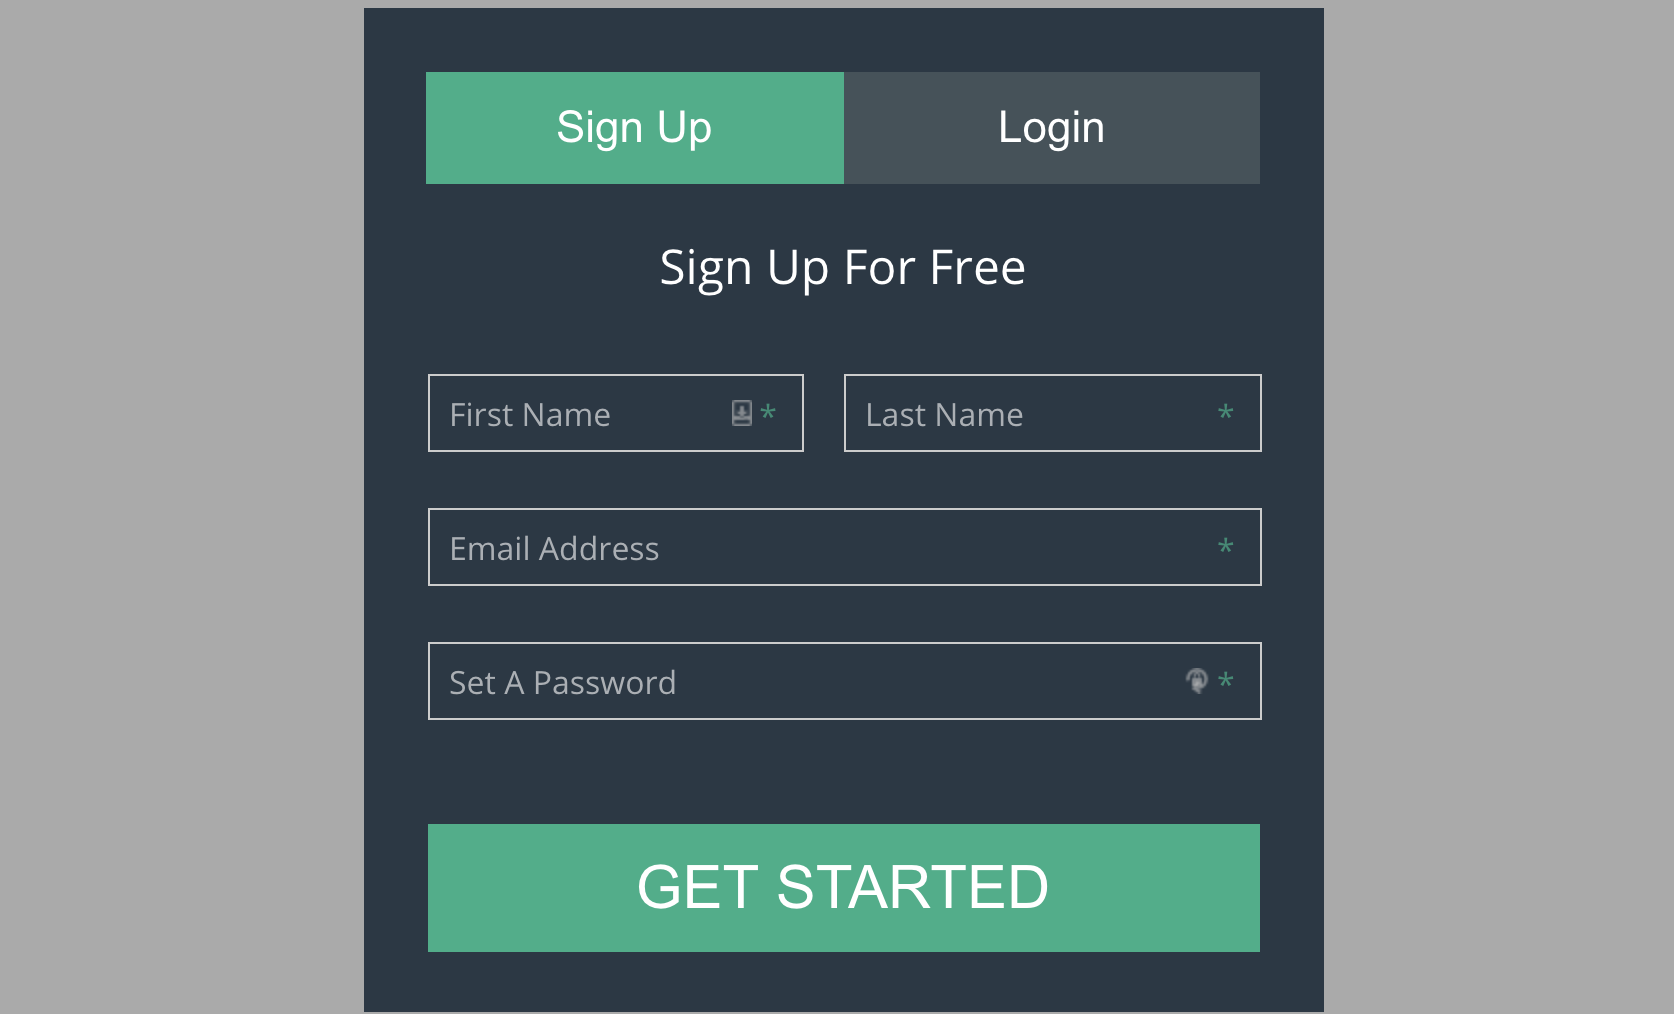 Sign Up Login
Sign Up For Free
First Name * Last Name *
Email Address *
Set A Password *
GET STARTED